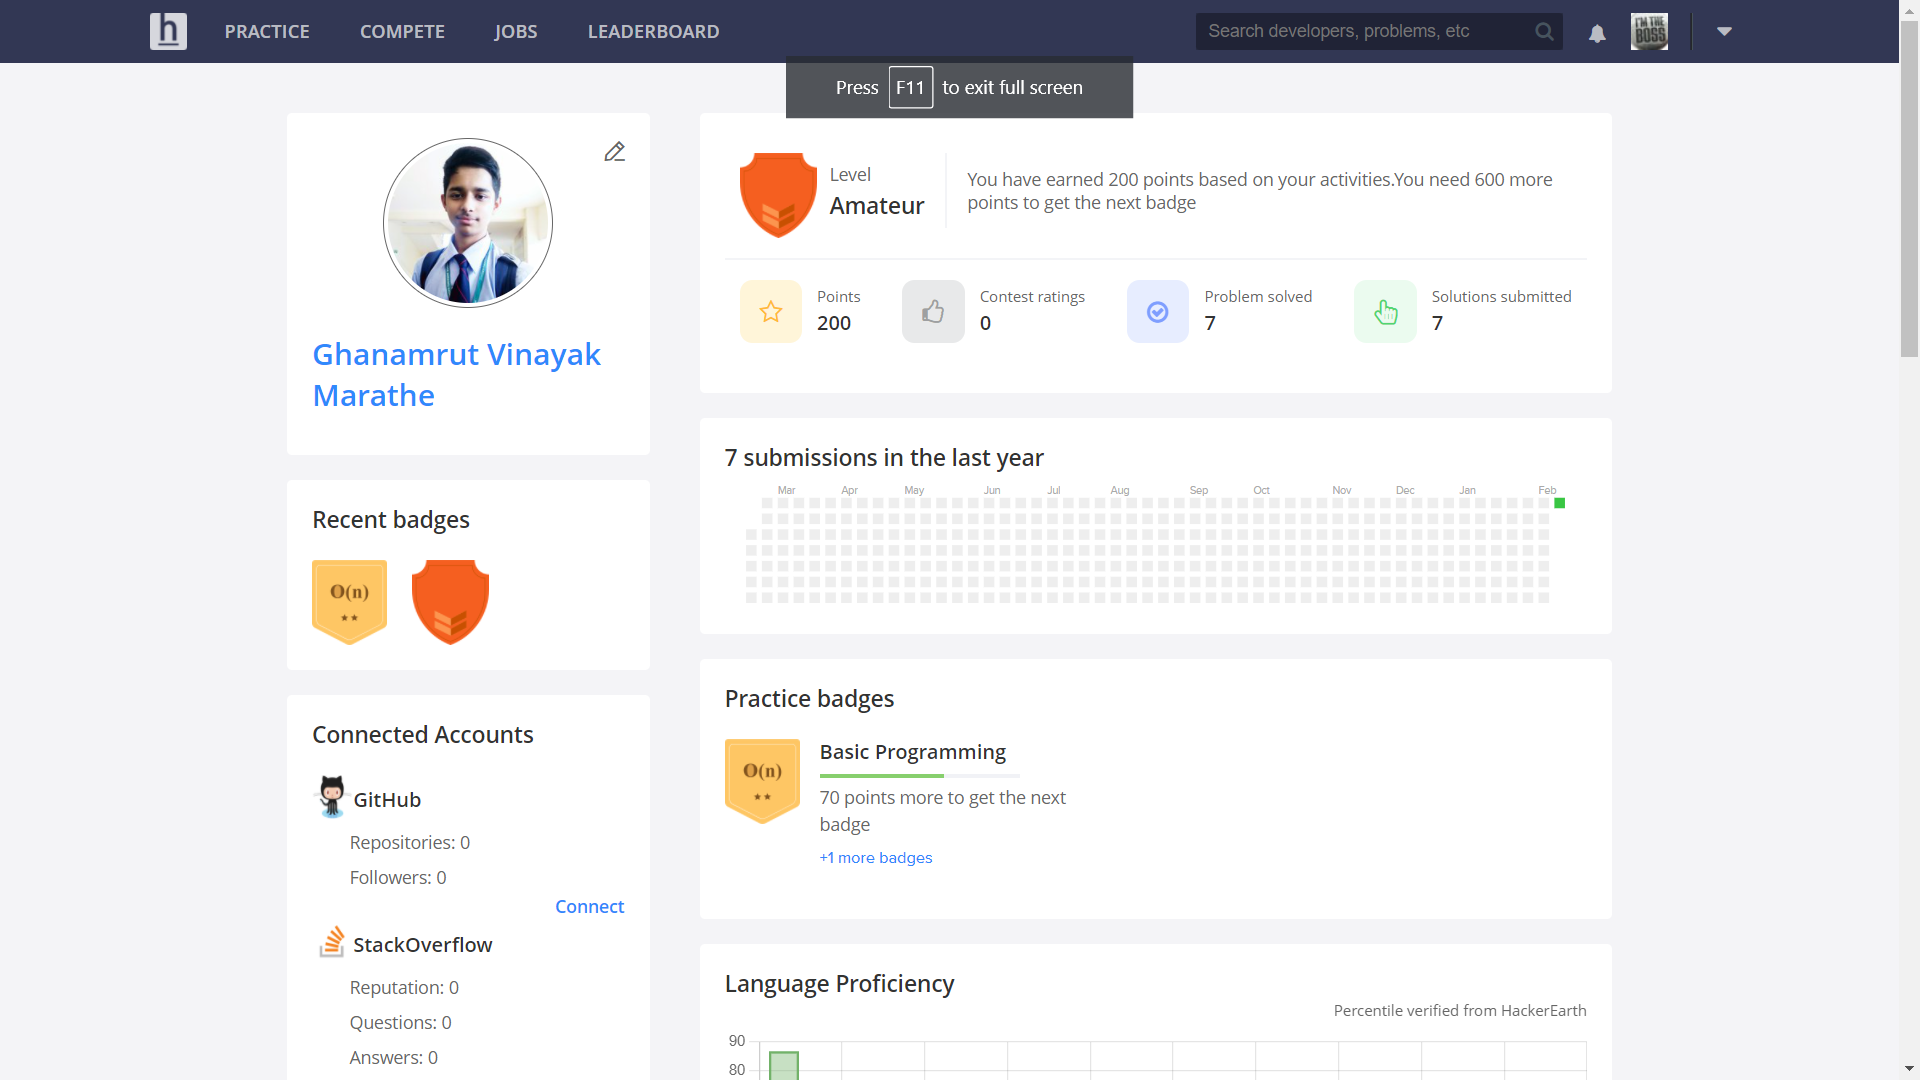 h PRACTICE COMPETE JOBS LEADERBOARD Search developers, problems, etc I'M THE BOSS
Press F11 to exit full screen
Ghanamrut Vinayak
Marathe
Recent badges
O(n)
Connected Accounts
GitHub
Repositories: 0
Followers: 0
Connect
StackOverflow
Reputation: 0
Questions: 0
Answers: 0
Level
Amateur
You have earned 200 points based on your activities.You need 600 more
points to get the next badge
Points
200
Contest ratings
0
Problem solved
7
Solutions submitted
7
7 submissions in the last year
Mar Apr May Jun Jul Aug Sep Oct Nov Dec Jan Feb
Practice badges
O(n)
Basic Programming
70 points more to get the next
badge
+1 more badges
Language Proficiency
Percentile verified from HackerEarth
90
80